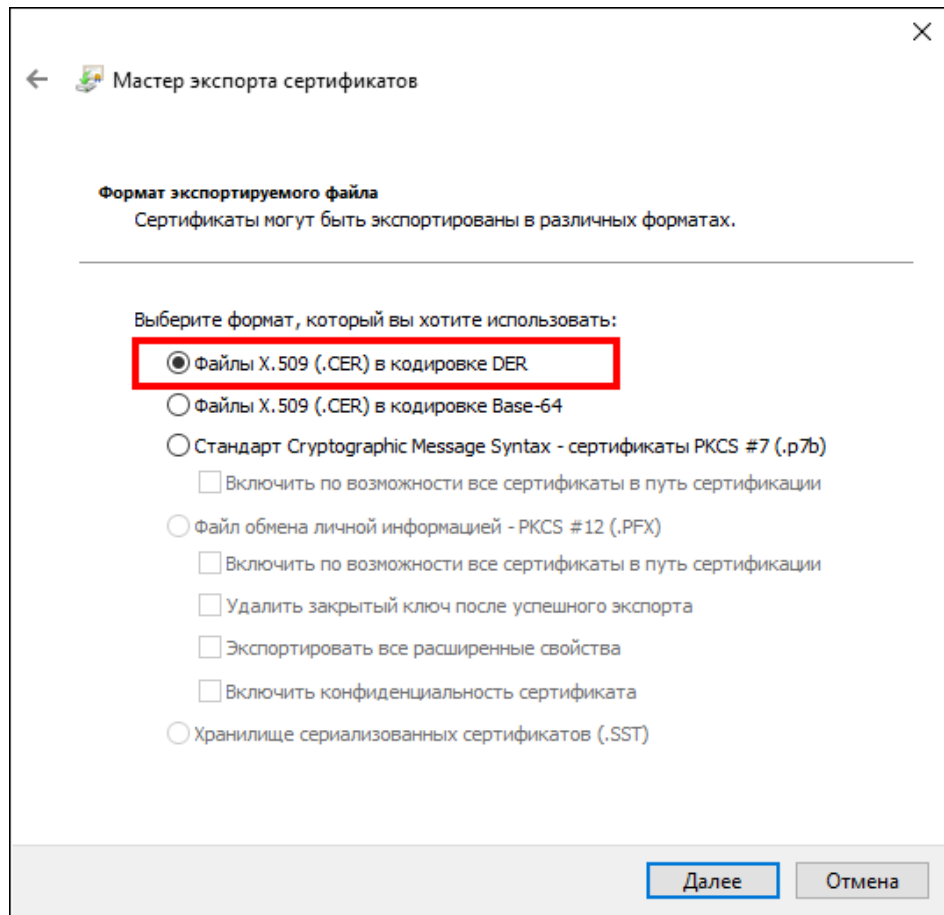 Мастер экспорта сертификатов
Формат экспортируемого файла
Сертификаты могут быть экспортированы в различных форматах.
Выберите формат, который вы хотите использовать:
Файлы X.509 (.CER) в кодировке DER
Файлы X.509 (.CER) в кодировке Base-64
Стандарт Cryptographic Message Syntax - сертификаты PKCS #7 (.p7b)
Включить по возможности все сертификаты в путь сертификации
Файл обмена личной информацией - PKCS #12 (.PFX)
Включить по возможности все сертификаты в путь сертификации
Удалить закрытый ключ после успешного экспорта
Экспортировать все расширенные свойства
Включить конфиденциальность сертификата
Хранилище сериализованных сертификатов (.SST)
Далее
Отмена